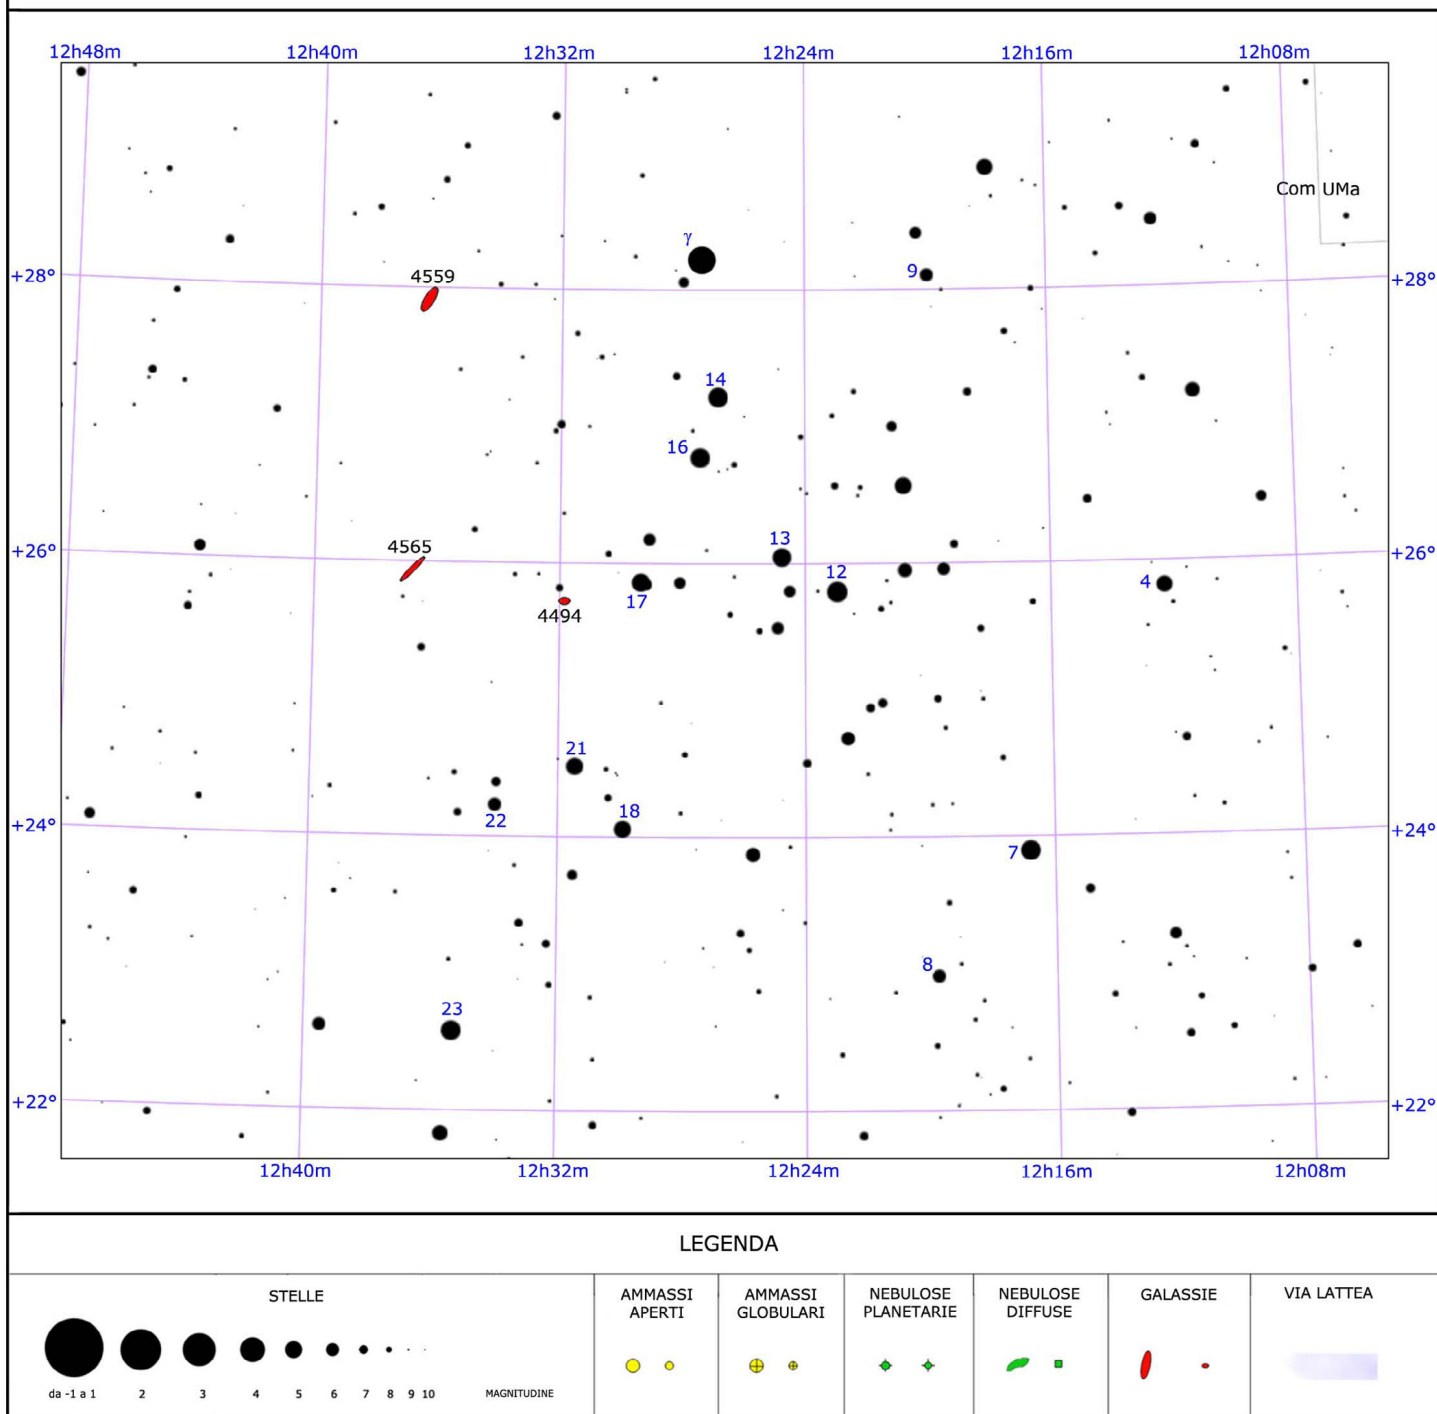 12h48m 12h40m 12h32m 12h24m 12h16m 12h08m
Com UMa
γ
+28° 4559 9 +28°
14
16
+26° 4565 13 +26°
12 4
17
4494
21
18
22
+24° +24°
7
8
23
+22° +22°
12h40m 12h32m 12h24m 12h16m 12h08m
LEGENDA
STELLE
da -1 a 1 2 3 4 5 6 7 8 9 10 MAGNITUDINE
AMMASSI
APERTI
AMMASSI
GLOBULARI
NEBULOSE
PLANETARIE
NEBULOSE
DIFFUSE
GALASSIE
VIA LATTEA